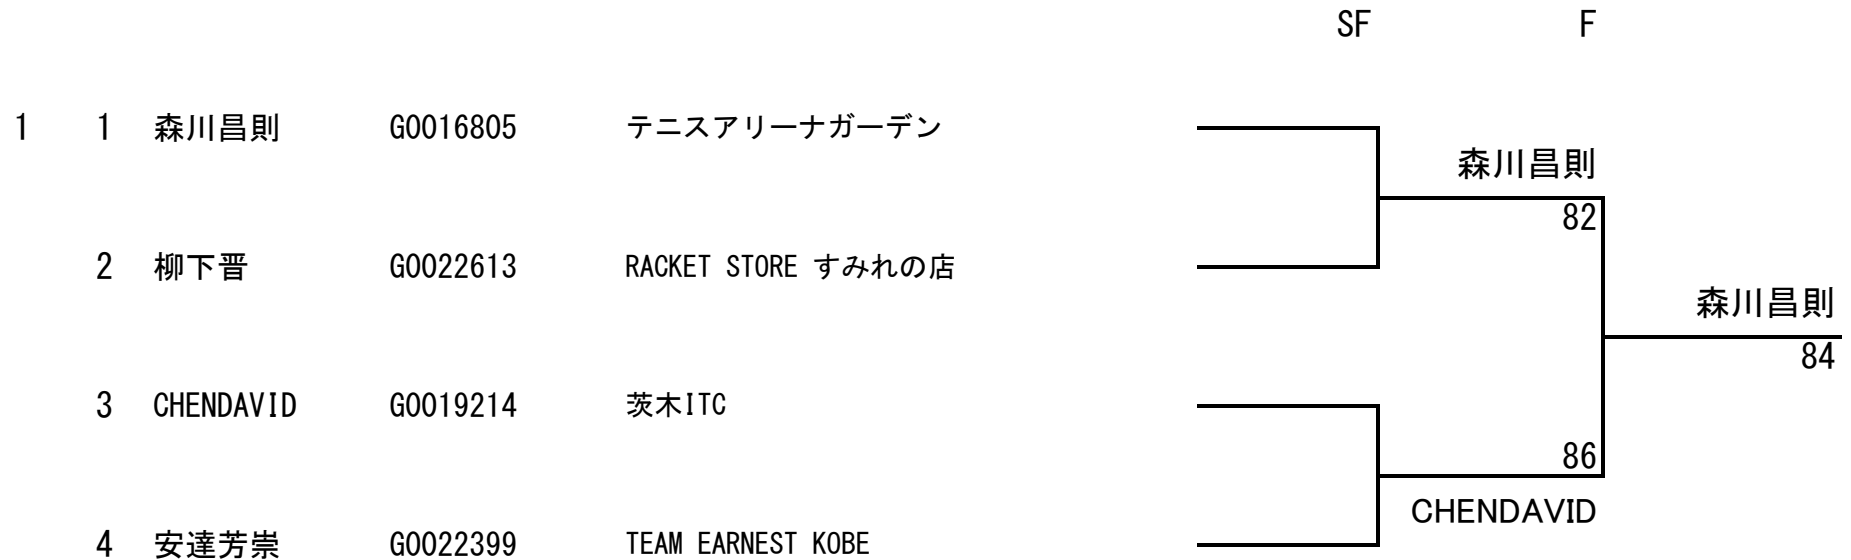 SF F
1 1 森川昌則 G0016805 テニスアリーナガーデン
森川昌則
82
2 柳下晋 G0022613 RACKET STORE すみれの店
森川昌則
84
3 CHENDAVID G0019214 茨木ITC
86
CHENDAVID
4 安達芳崇 G0022399 TEAM EARNEST KOBE